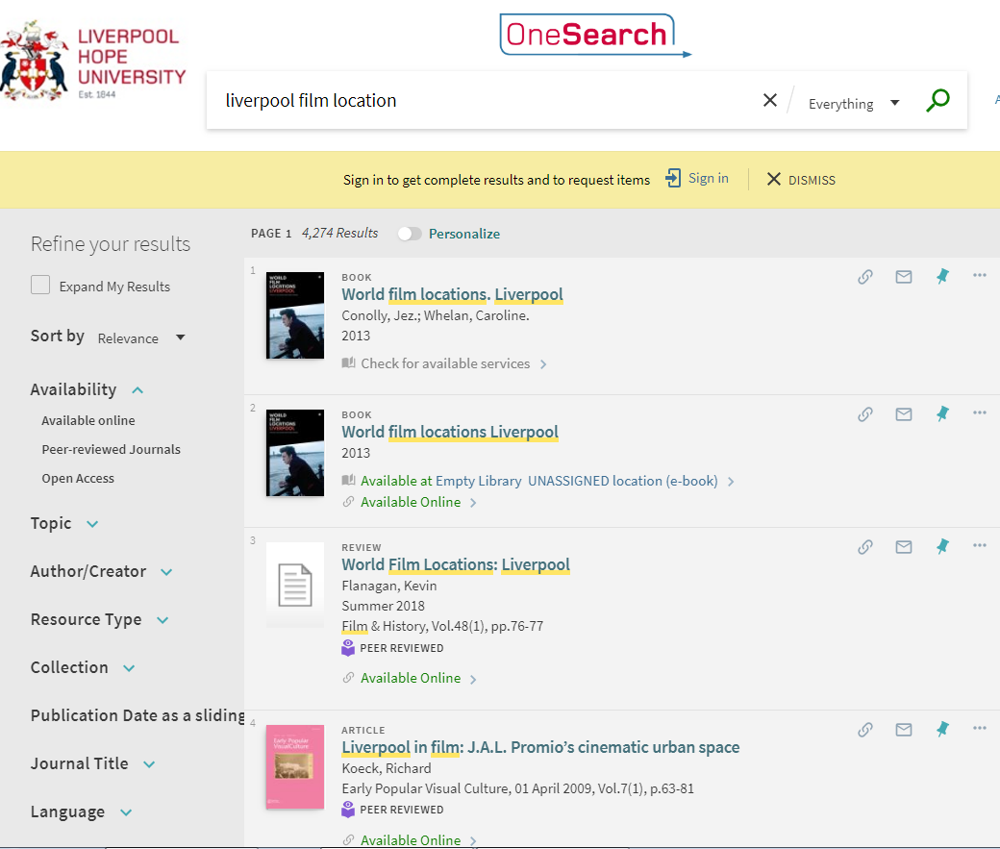 LIVERPOOL
HOPE
UNIVERSITY
Est. 1844
OneSearch
liverpool film location
Everything
A
Sign in to get complete results and to request items Sign in DISMISS
Refine your results
Expand My Results
Sort by Relevance
Availability
Available online
Peer-reviewed Journals
Open Access
Topic
Author/Creator
Resource Type
Collection
Publication Date as a sliding
Journal Title
Language
PAGE 1 4,274 Results Personalize
1
WORLD
FILM
LOCATIONS
LIVERPOOL
BOOK
World film locations. Liverpool
Conolly, Jez.; Whelan, Caroline.
2013
Check for available services
2
WORLD
FILM
LOCATIONS
LIVERPOOL
BOOK
World film locations Liverpool
2013
Available at Empty Library UNASSIGNED location (e-book)
Available Online
3
REVIEW
World Film Locations: Liverpool
Flanagan, Kevin
Summer 2018
Film & History, Vol.48(1), pp.76-77
PEER REVIEWED
Available Online
4
Early Popular
Visual Culture
ARTICLE
Liverpool in film: J.A.L. Promio’s cinematic urban space
Koeck, Richard
Early Popular Visual Culture, 01 April 2009, Vol.7(1), p.63-81
PEER REVIEWED
Available Online